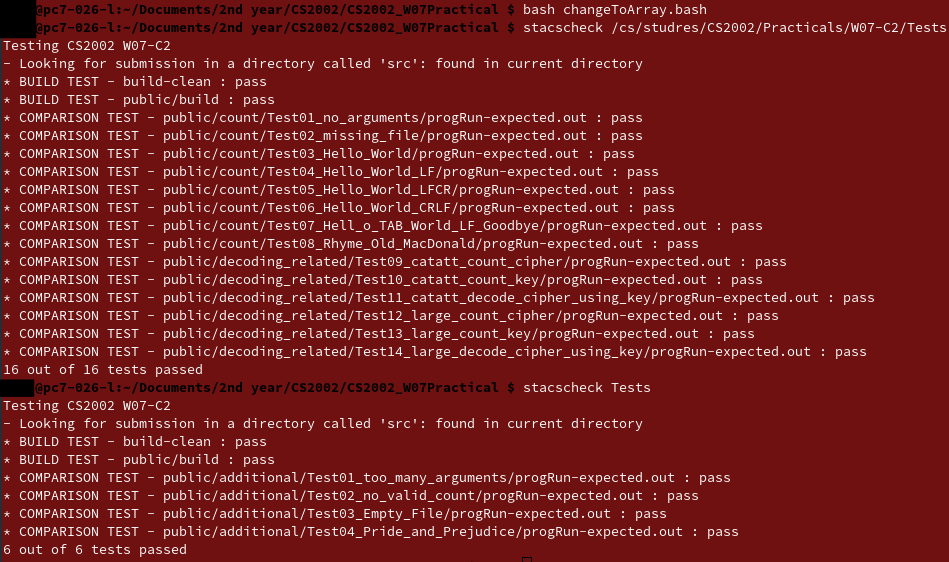 @pc7-026-l:~/Documents/2nd year/CS2002/CS2002_W07Practical $ bash changeToArray.bash
@pc7-026-l:~/Documents/2nd year/CS2002/CS2002_W07Practical $ stacscheck /cs/studres/CS2002/Practicals/W07-C2/Tests
Testing CS2002 W07-C2
- Looking for submission in a directory called 'src': found in current directory
* BUILD TEST - build-clean : pass
* BUILD TEST - public/build : pass
* COMPARISON TEST - public/count/Test01_no_arguments/progRun-expected.out : pass
* COMPARISON TEST - public/count/Test02_missing_file/progRun-expected.out : pass
* COMPARISON TEST - public/count/Test03_Hello_World/progRun-expected.out : pass
* COMPARISON TEST - public/count/Test04_Hello_World_LF/progRun-expected.out : pass
* COMPARISON TEST - public/count/Test05_Hello_World_LFCR/progRun-expected.out : pass
* COMPARISON TEST - public/count/Test06_Hello_World_CRLF/progRun-expected.out : pass
* COMPARISON TEST - public/count/Test07_Hell_o_TAB_World_LF_Goodbye/progRun-expected.out : pass
* COMPARISON TEST - public/count/Test08_Rhyme_Old_MacDonald/progRun-expected.out : pass
* COMPARISON TEST - public/decoding_related/Test09_catatt_count_cipher/progRun-expected.out : pass
* COMPARISON TEST - public/decoding_related/Test10_catatt_count_key/progRun-expected.out : pass
* COMPARISON TEST - public/decoding_related/Test11_catatt_decode_cipher_using_key/progRun-expected.out : pass
* COMPARISON TEST - public/decoding_related/Test12_large_count_cipher/progRun-expected.out : pass
* COMPARISON TEST - public/decoding_related/Test13_large_count_key/progRun-expected.out : pass
* COMPARISON TEST - public/decoding_related/Test14_large_decode_cipher_using_key/progRun-expected.out : pass
16 out of 16 tests passed
@pc7-026-l:~/Documents/2nd year/CS2002/CS2002_W07Practical $ stacscheck Tests
Testing CS2002 W07-C2
- Looking for submission in a directory called 'src': found in current directory
* BUILD TEST - build-clean : pass
* BUILD TEST - public/build : pass
* COMPARISON TEST - public/additional/Test01_too_many_arguments/progRun-expected.out : pass
* COMPARISON TEST - public/additional/Test02_no_valid_count/progRun-expected.out : pass
* COMPARISON TEST - public/additional/Test03_Empty_File/progRun-expected.out : pass
* COMPARISON TEST - public/additional/Test04_Pride_and_Prejudice/progRun-expected.out : pass
6 out of 6 tests passed